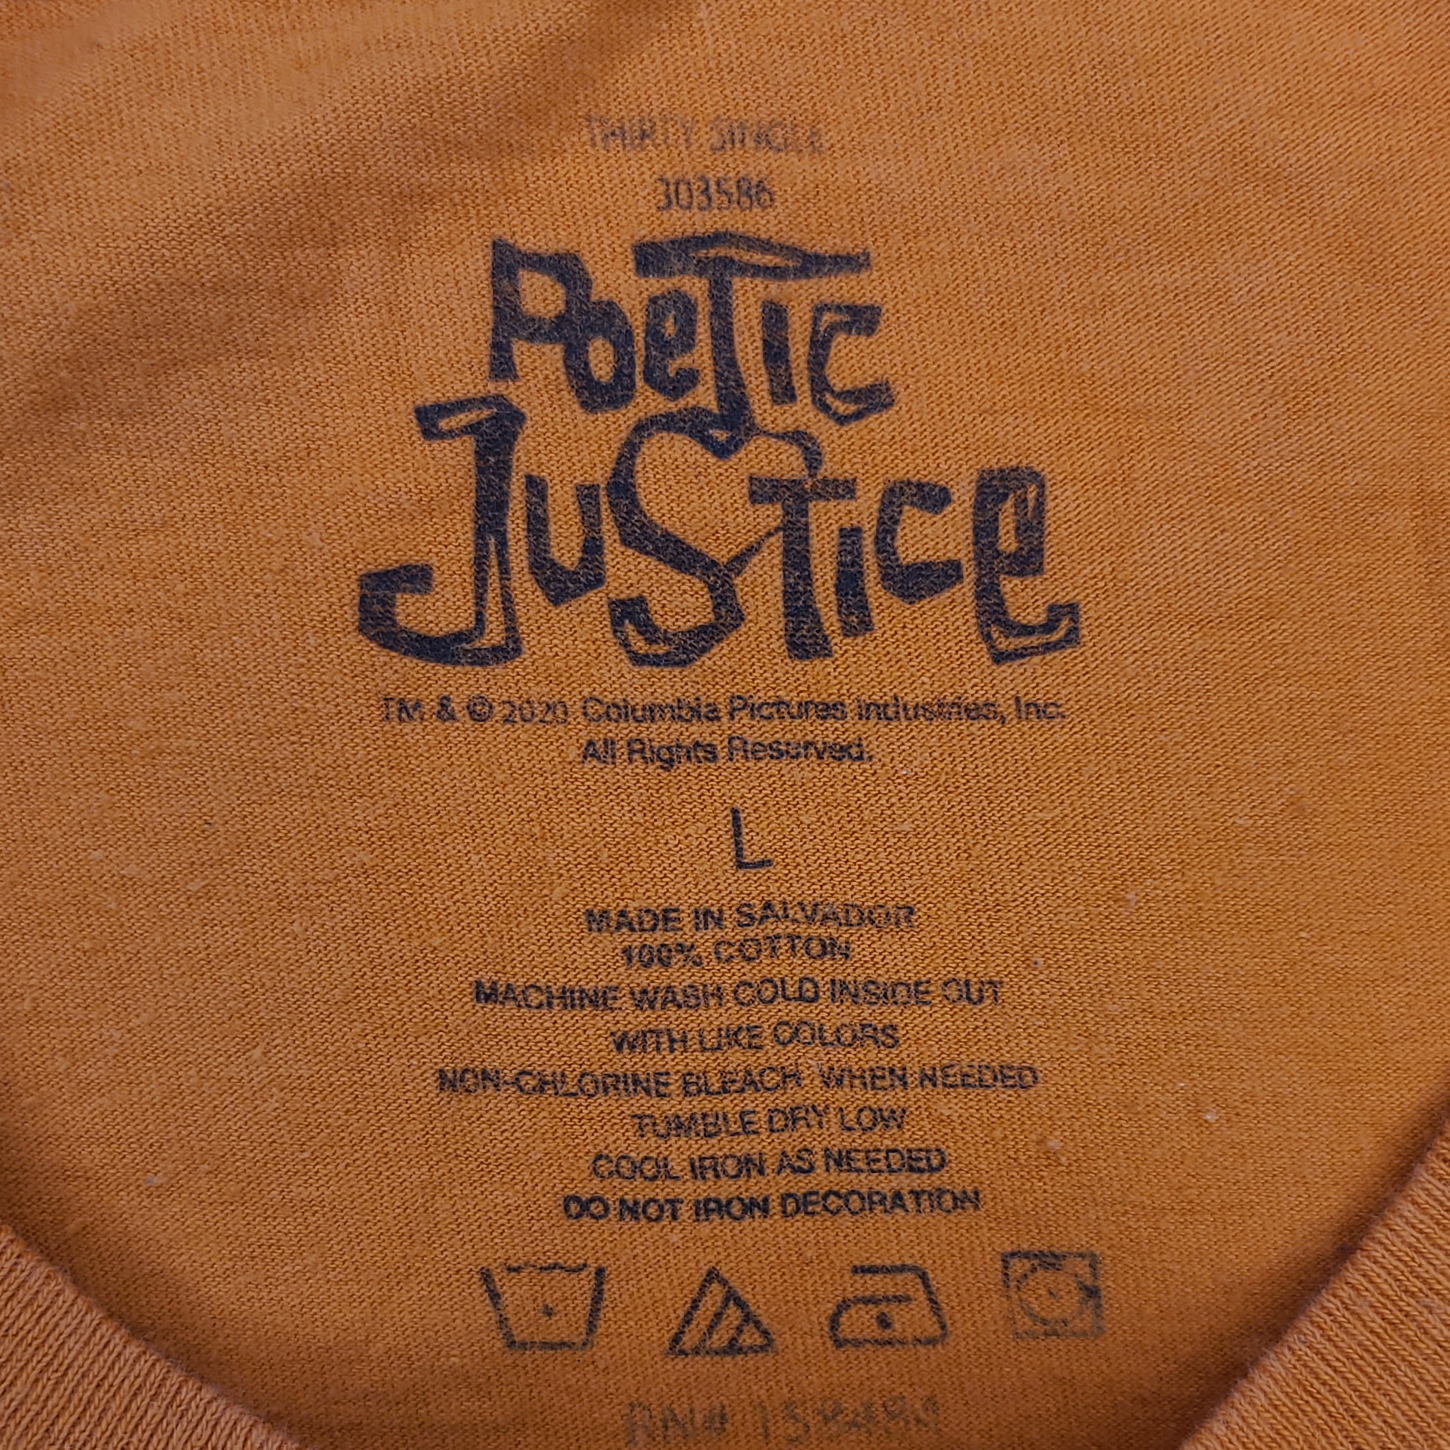 THIRTY SINGLE
303586
POETIC
JUSTICE
TM & © 2020 Columbia Pictures Industries, Inc.
All Rights Reserved.
L
MADE IN SALVADOR
100% COTTON
MACHINE WASH COLD INSIDE OUT
WITH LIKE COLORS
NON-CHLORINE BLEACH WHEN NEEDED
TUMBLE DRY LOW
COOL IRON AS NEEDED
DO NOT IRON DECORATION
RN#